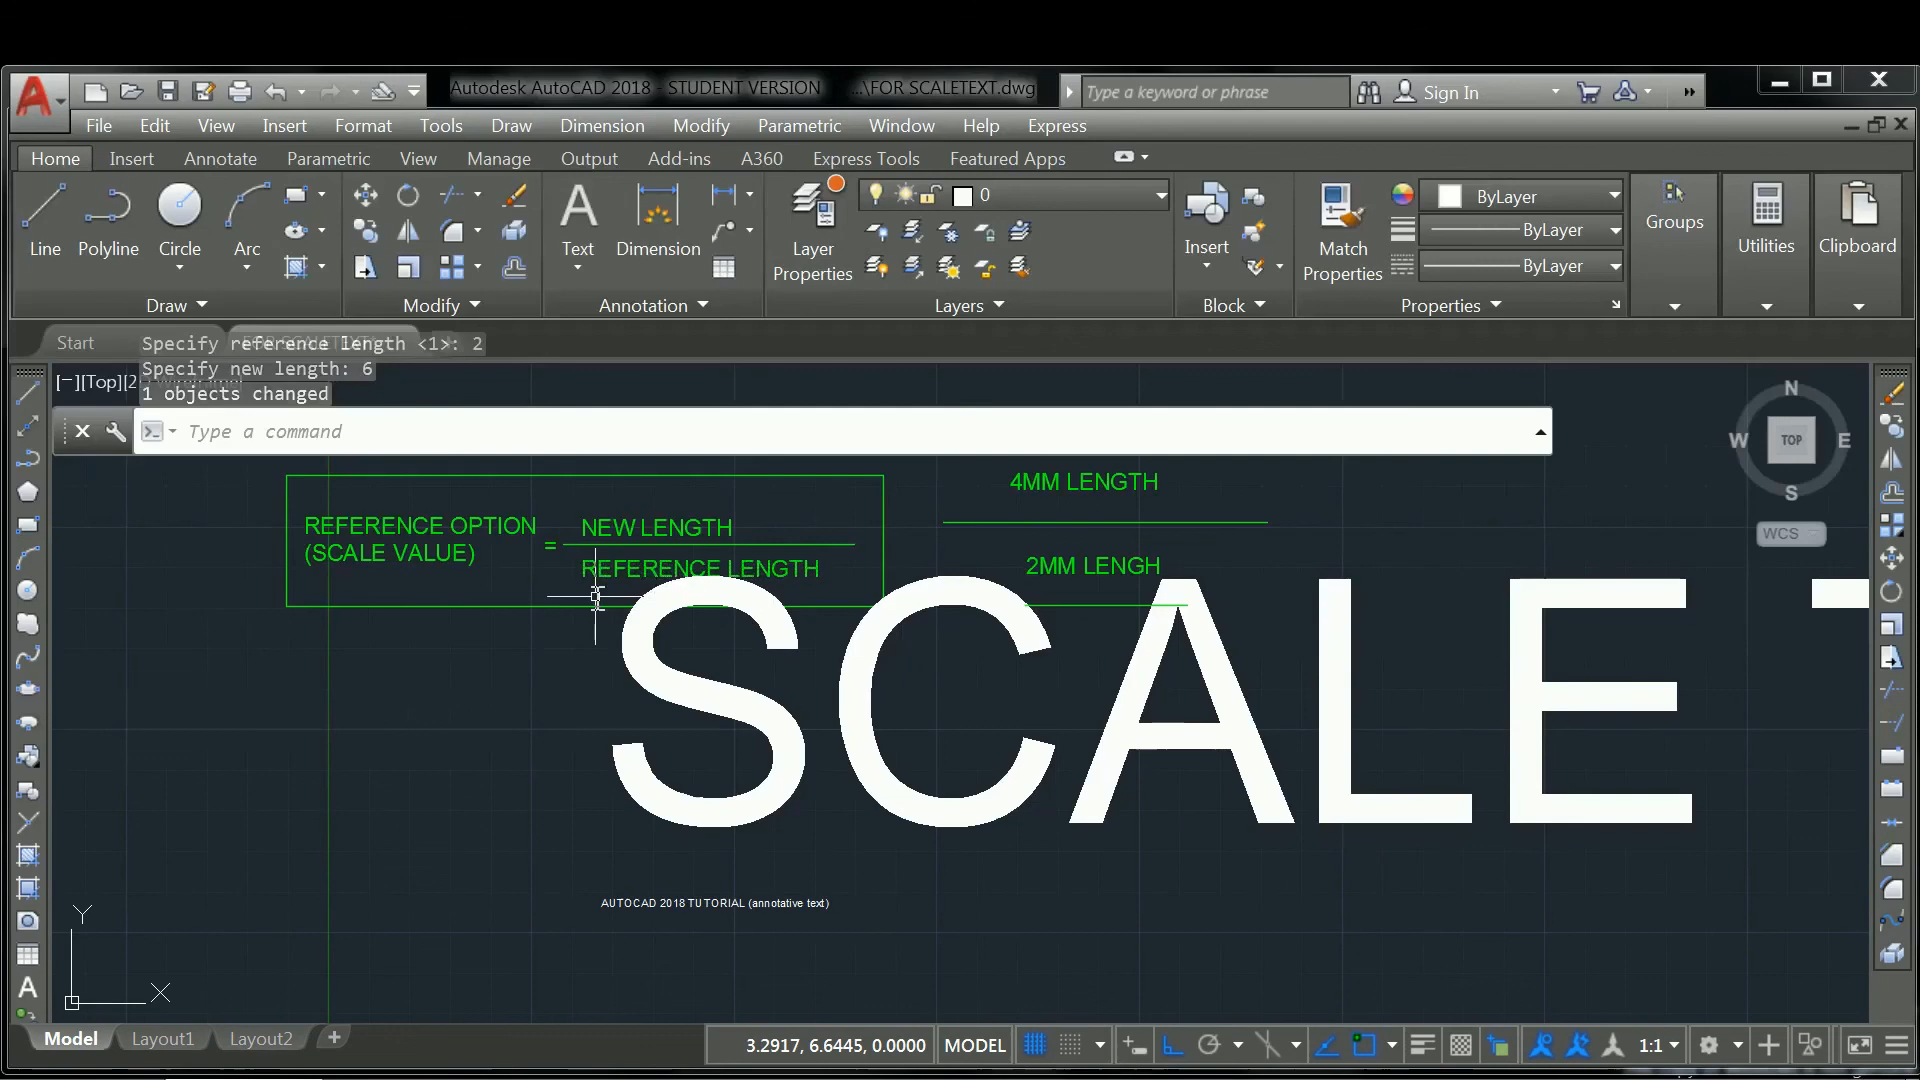 Autodesk AutoCAD 2018 - STUDENT VERSION ...\FOR SCALETEXT.dwg
Type a keyword or phrase
Sign In
File Edit View Insert Format Tools Draw Dimension Modify Parametric Window Help Express
Home Insert Annotate Parametric View Manage Output Add-ins A360 Express Tools Featured Apps
Line Polyline Circle Arc
Text Dimension
Layer Properties
0
Insert
Match Properties
ByLayer
ByLayer
ByLayer
Groups
Utilities
Clipboard
Draw Modify Annotation Layers Block Properties
Start
Specify reference length <1>: 2
Specify new length: 6
1 objects changed
[−][Top][2
Type a command
N
W TOP E
S
WCS
4MM LENGTH
2MM LENGH
REFERENCE OPTION
(SCALE VALUE)
=
NEW LENGTH
REFERENCE LENGTH
SCALE
AUTOCAD 2018 TUTORIAL (annotative text)
Y
X
A
Model Layout1 Layout2 +
3.2917, 6.6445, 0.0000 MODEL 1:1